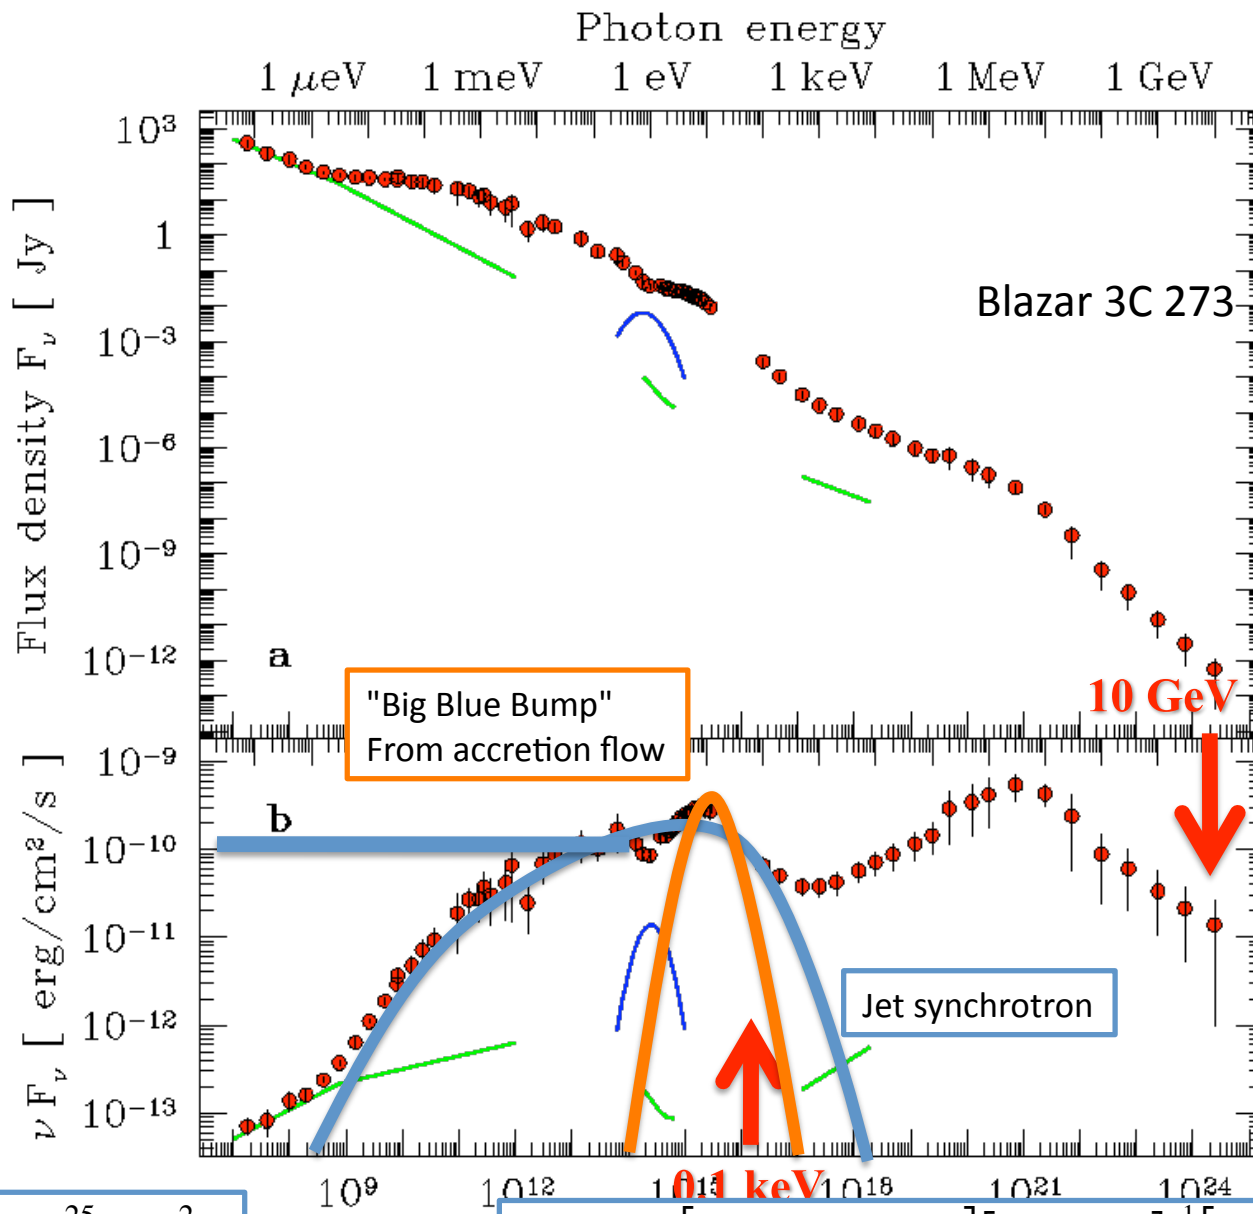 Photon energy
1 μeV 1 meV 1 eV 1 keV 1 MeV 1 GeV
Flux density Fν [ Jy ]
10³
1
10⁻³
10⁻⁶
10⁻⁹
10⁻¹²
Blazar 3C 273
a
"Big Blue Bump"
From accretion flow
10 GeV
ν Fν [ erg/cm²/s ]
10⁻⁹
10⁻¹⁰
10⁻¹¹
10⁻¹²
10⁻¹³
b
Jet synchrotron
0.1 keV
10⁹ 10¹² 10¹⁵ 10¹⁸ 10²¹ 10²⁴